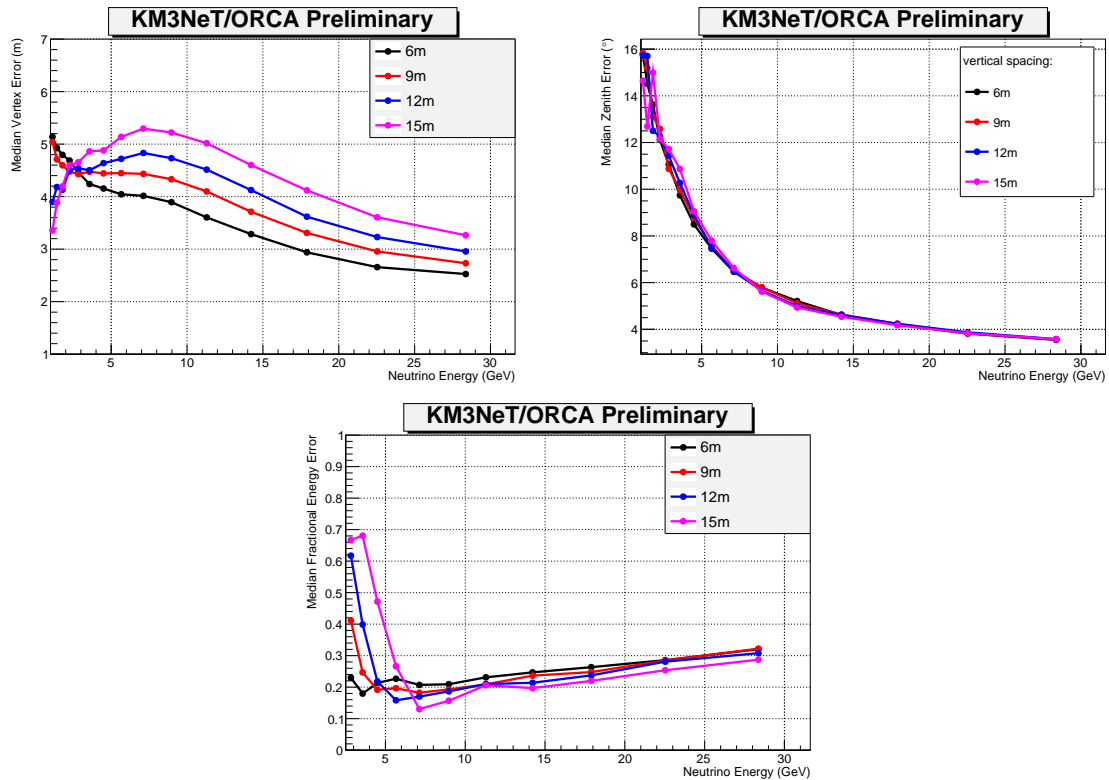 KM3NeT/ORCA Preliminary
Median Vertex Error (m)
7
6
5
4
3
2
1
5
10
15
20
25
30
Neutrino Energy (GeV)
6m
9m
12m
15m
KM3NeT/ORCA Preliminary
Median Zenith Error (°)
16
14
12
10
8
6
4
5
10
15
20
25
30
Neutrino Energy (GeV)
vertical spacing:
6m
9m
12m
15m
KM3NeT/ORCA Preliminary
Median Fractional Energy Error
1
0.9
0.8
0.7
0.6
0.5
0.4
0.3
0.2
0.1
0
5
10
15
20
25
30
Neutrino Energy (GeV)
6m
9m
12m
15m